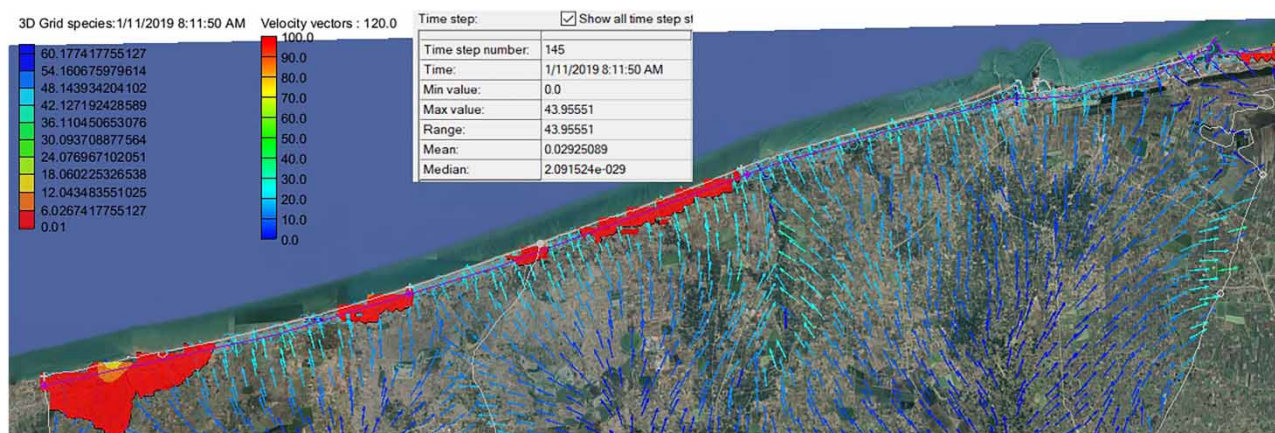 3D Grid species:1/11/2019 8:11:50 AM
60.177417755127
54.160675979614
48.143934204102
42.127192428589
36.110450653076
30.093708877564
24.076967102051
18.060225326538
12.043483551025
6.0267417755127
0.01
Velocity vectors : 120.0
100.0
90.0
80.0
70.0
60.0
50.0
40.0
30.0
20.0
10.0
0.0
Time step: Show all time step st
Time step number: 145
Time: 1/11/2019 8:11:50 AM
Min value: 0.0
Max value: 43.95551
Range: 43.95551
Mean: 0.02925089
Median: 2.091524e-029